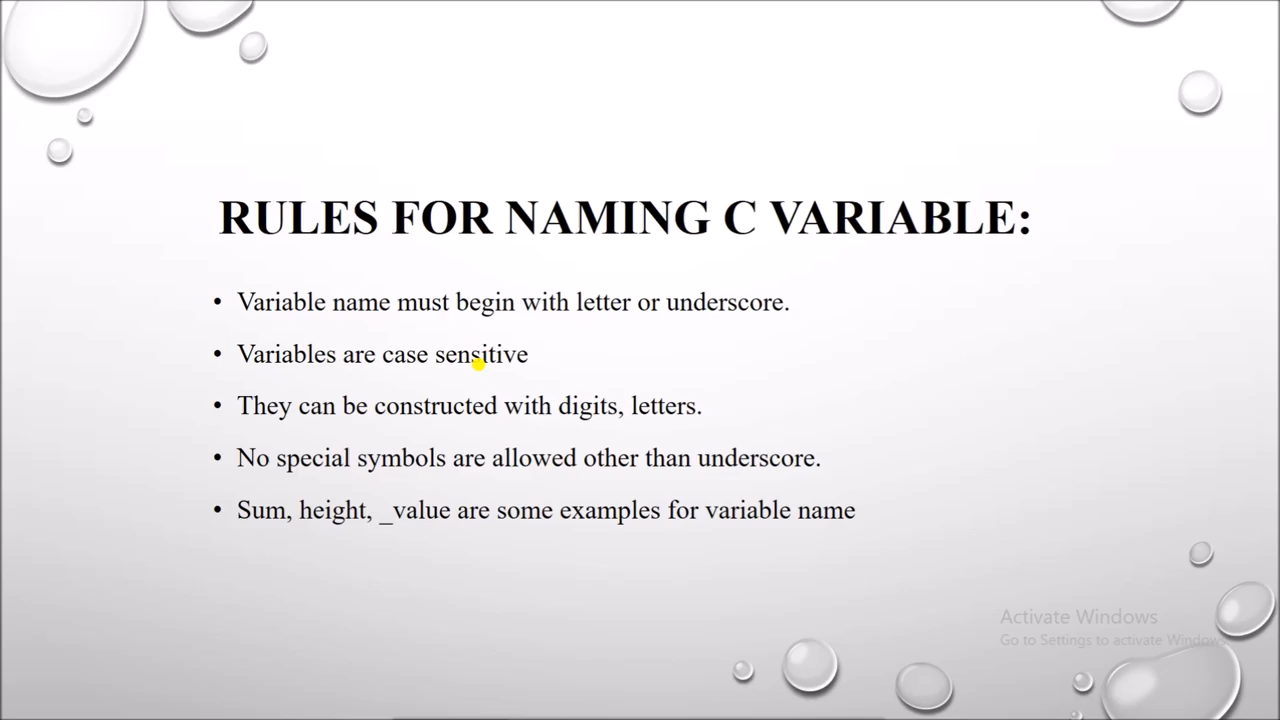 RULES FOR NAMING C VARIABLE:
• Variable name must begin with letter or underscore.
• Variables are case sensitive
• They can be constructed with digits, letters.
• No special symbols are allowed other than underscore.
• Sum, height, _value are some examples for variable name
Activate Windows
Go to Settings to activate Windows.